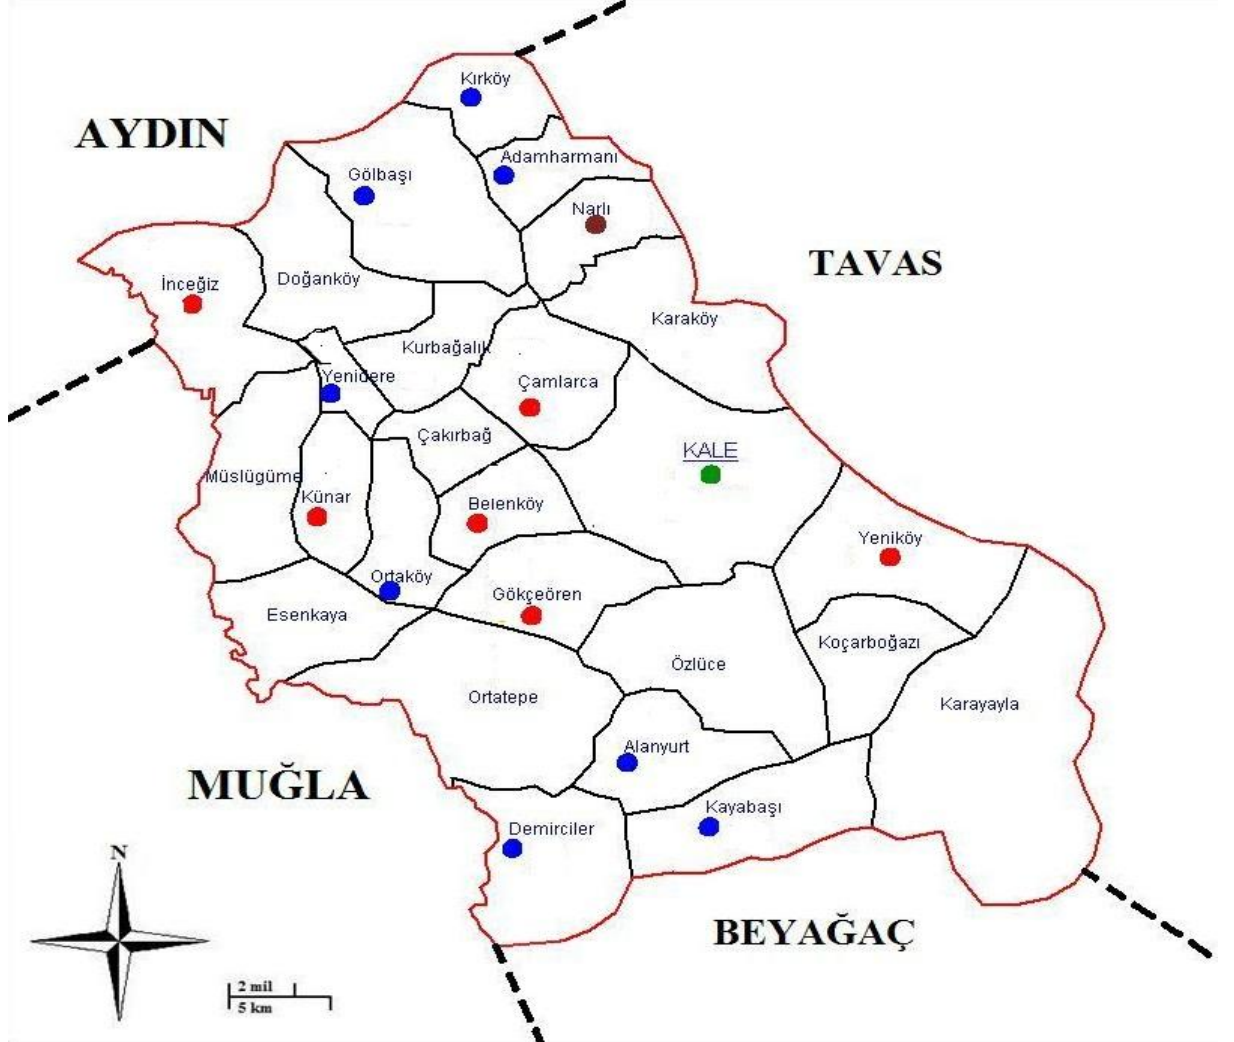 Kırköy
AYDIN
Adamharmanı
Gölbaşı
Narlı
TAVAS
İnceğiz
Doğanköy
Karaköy
Kurbağalık
Yenidere
Çamlarca
Çakırbağ
KALE
Müslügüme
Künar
Belenköy
Yeniköy
Ortaköy
Gökçeören
Esenkaya
Koçarboğazı
Özlüce
Ortatepe
Karayayla
Alanyurt
MUĞLA
Kayabaşı
Demirciler
N
BEYAĞAÇ
2 mil
5 km